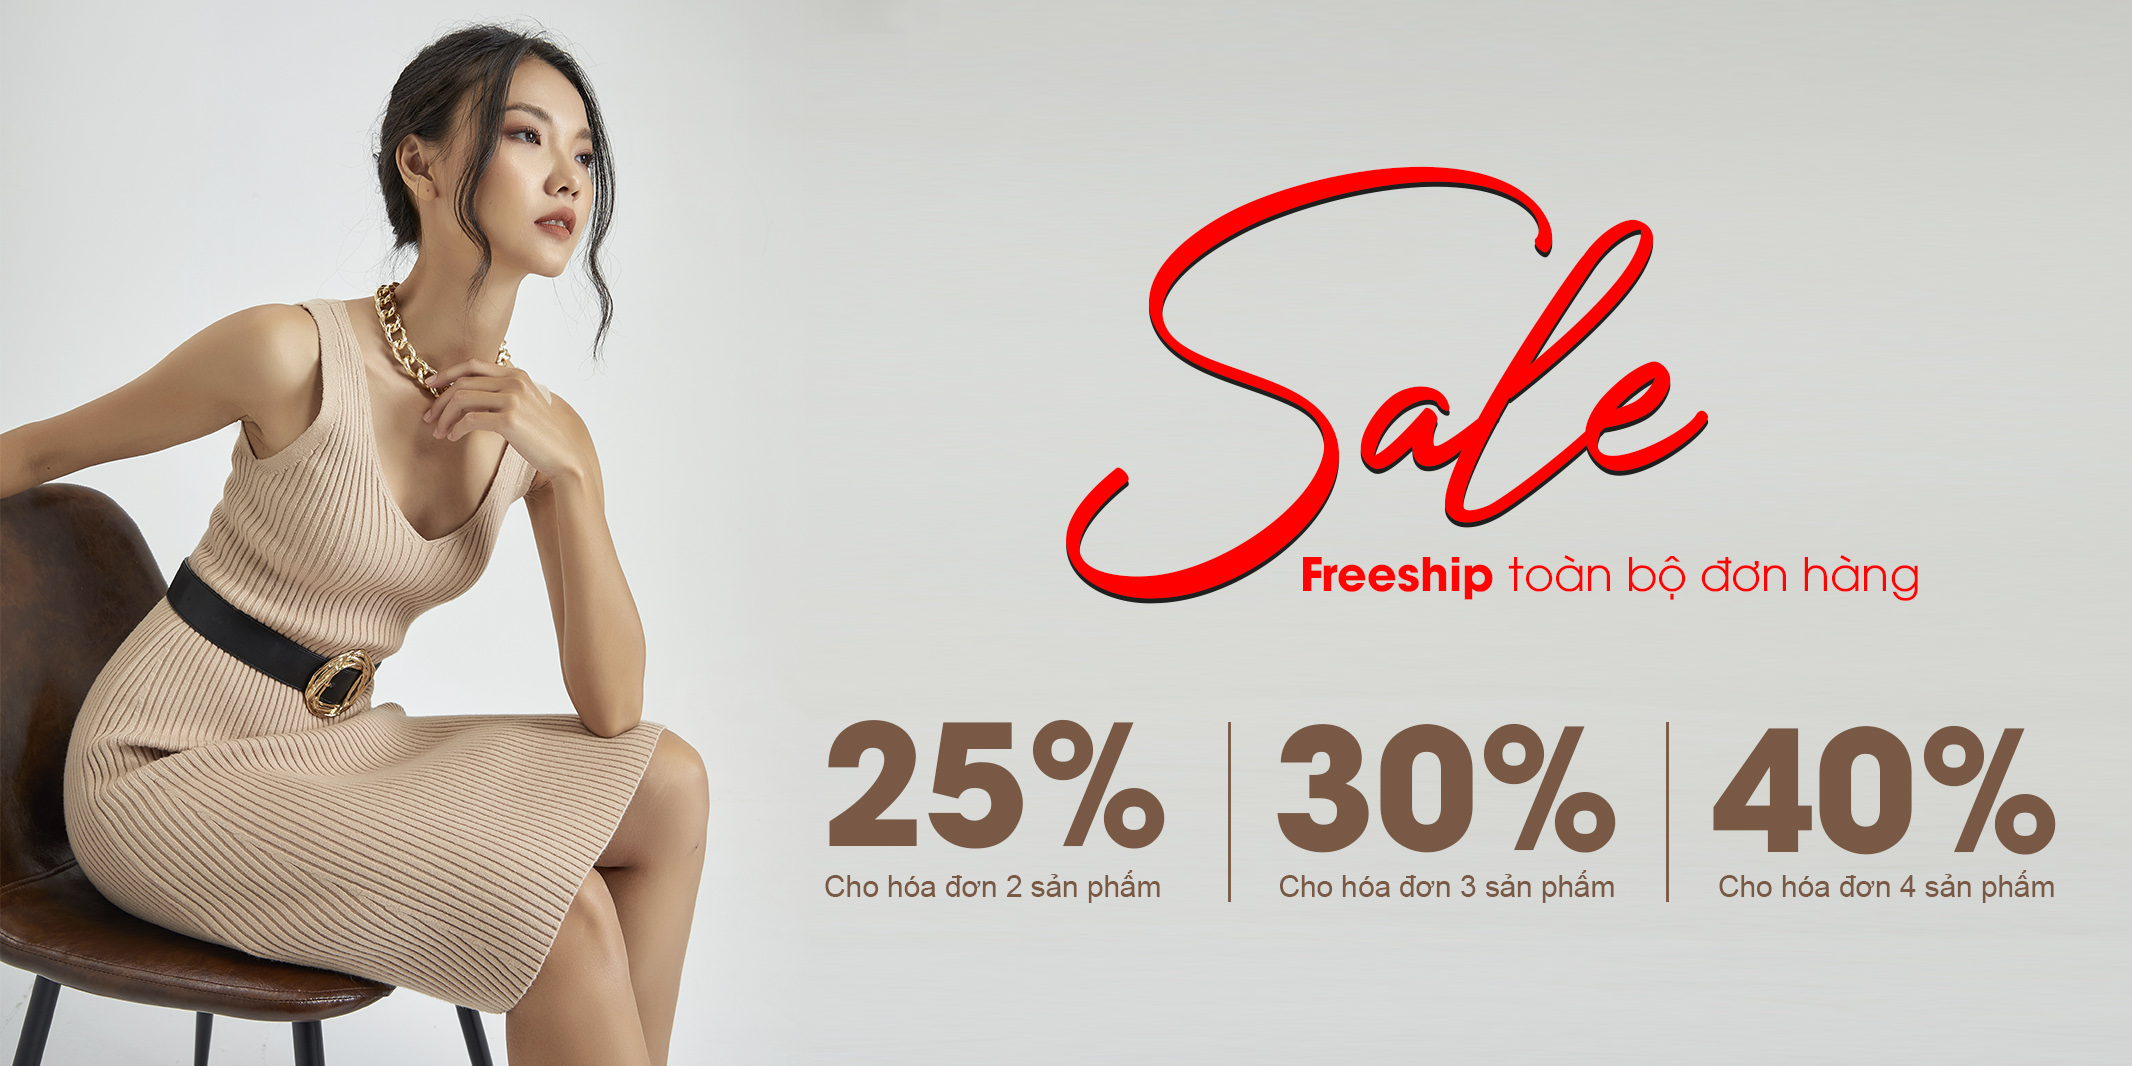 Sale
Freeship toàn bộ đơn hàng
25%
Cho hóa đơn 2 sản phẩm
30%
Cho hóa đơn 3 sản phẩm
40%
Cho hóa đơn 4 sản phẩm